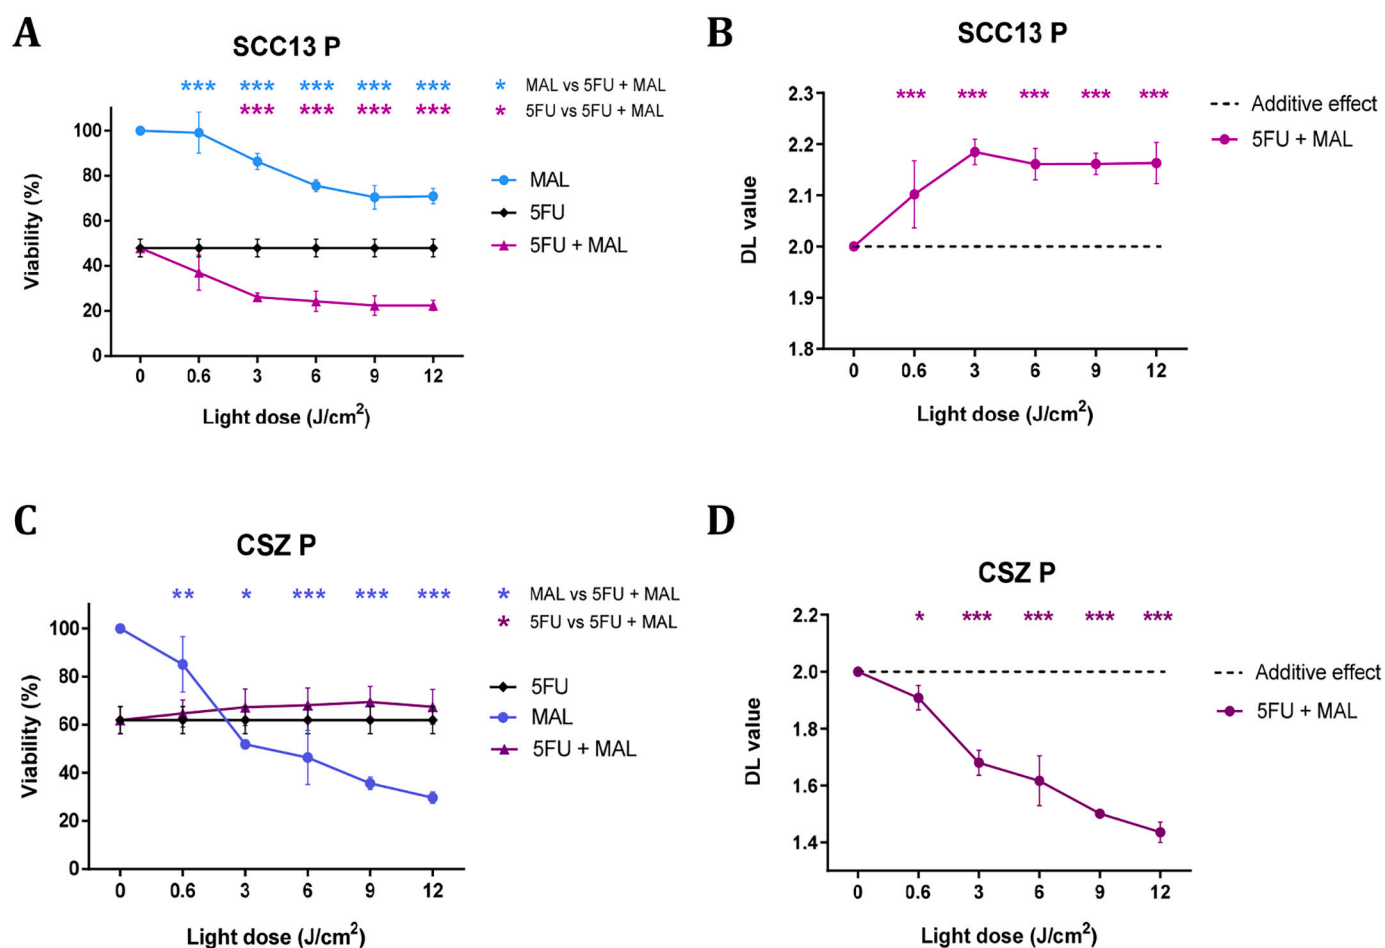 A
SCC13 P
*** *** *** *** ***
* MAL vs 5FU + MAL
*** *** *** ***
* 5FU vs 5FU + MAL
100
80
60
40
20
0
Viability (%)
MAL
5FU
5FU + MAL
0 0.6 3 6 9 12
Light dose (J/cm2)
B
SCC13 P
*** *** *** *** ***
2.3
2.2
2.1
2.0
1.9
1.8
DL value
Additive effect
5FU + MAL
0 0.6 3 6 9 12
Light dose (J/cm2)
C
CSZ P
** * *** *** ***
* MAL vs 5FU + MAL
* 5FU vs 5FU + MAL
100
80
60
40
20
0
Viability (%)
5FU
MAL
5FU + MAL
0 0.6 3 6 9 12
Light dose (J/cm2)
D
CSZ P
* *** *** *** ***
2.2
2.0
1.8
1.6
1.4
DL value
Additive effect
5FU + MAL
0 0.6 3 6 9 12
Light dose (J/cm2)